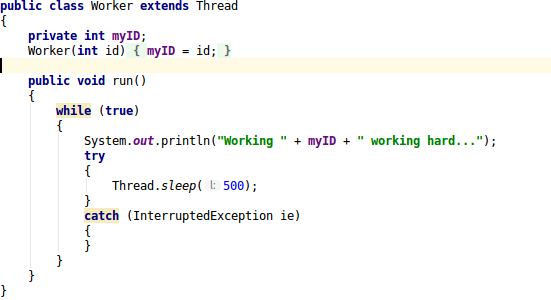 public class Worker extends Thread
{
    private int myID;
    Worker(int id) { myID = id; }

    public void run()
    {
        while (true)
        {
            System.out.println("Working " + myID + " working hard...");
            try
            {
                Thread.sleep( l: 500);
            }
            catch (InterruptedException ie)
            {
            }
        }
    }
}